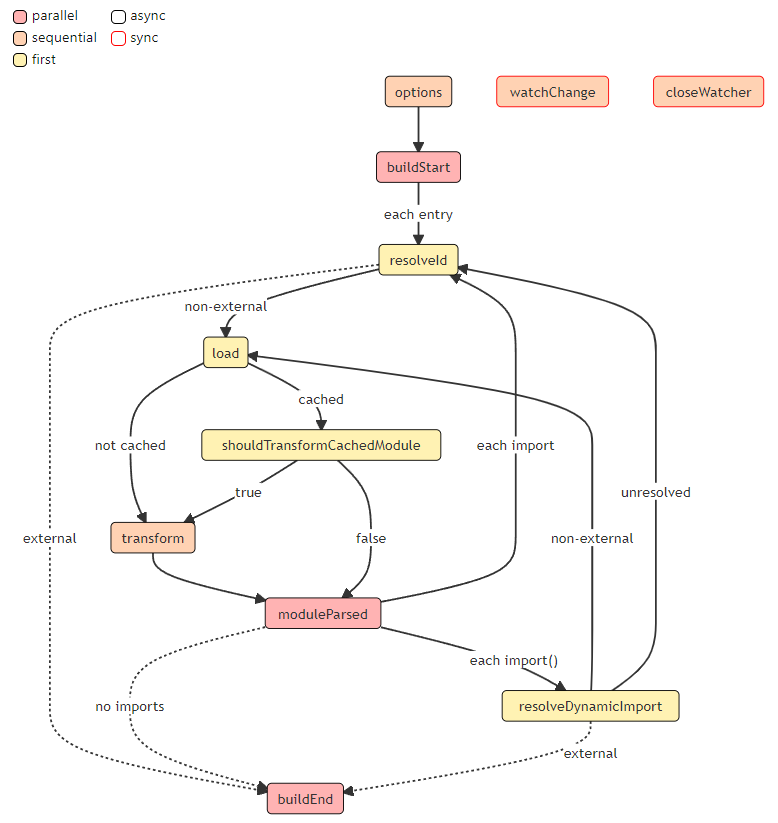 parallel
async
sequential
sync
first
options
watchChange
closeWatcher
buildStart
each entry
resolveId
non-external
load
cached
not cached
shouldTransformCachedModule
each import
true
unresolved
transform
external
false
non-external
moduleParsed
each import()
no imports
resolveDynamicImport
external
buildEnd